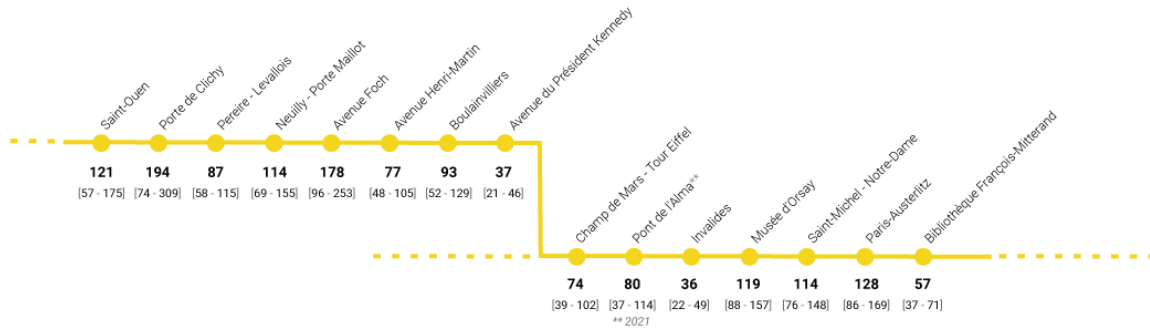 Saint-Ouen
Porte de Clichy
Pereire - Levallois
Neuilly - Porte Maillot
Avenue Foch
Avenue Henri-Martin
Boulainvilliers
Avenue du Président Kennedy
121 194 87 114 178 77 93 37
[57 - 175] [74 - 309] [58 - 115] [69 - 155] [96 - 253] [48 - 105] [52 - 129] [21 - 46]
Champ de Mars - Tour Eiffel
Pont de l'Alma**
Invalides
Musée d'Orsay
Saint-Michel - Notre-Dame
Paris-Austerlitz
Bibliothèque François-Mitterand
74 80 36 119 114 128 57
[39 - 102] [37 - 114] [22 - 49] [88 - 157] [76 - 148] [86 - 169] [37 - 71]
** 2021